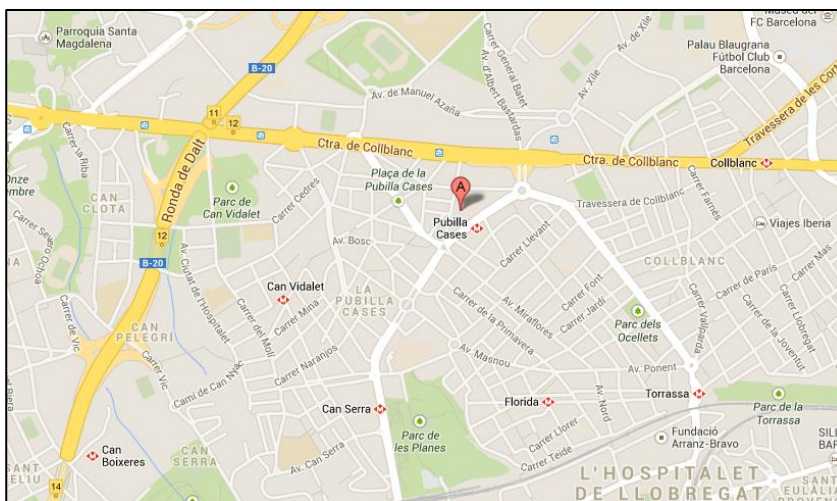 Parroquia Santa
Magdalena
B-20
Carrer General Batet
Av. d'Albert Bastardas
Av. de Xile
Av. Xile
FC Barcelona
Palau Blaugrana
Fútbol Club
Barcelona
Travessera de les Corts
Av. de Manuel Azaña
11
12
Ctra. de Collblanc
Ctra. de Collblanc
Collblanc
Carrer la Riba
Ronda de Dalt
Onze
CAN
CLOTA
Parc de
Can Vidalet
Carrer Cedres
Plaça de la
Pubilla Cases
A
Pubilla
Cases
Travessera de Collblanc
Carrer Farnés
Viajes Iberia
Carrer Severo Ochoa
12
B-20
Av. Ciutat de l'Hospitalet
Av. Bosc
Carrer Llevant
COLLBLANC
Carrer de París
Carrer Mas
Can Vidalet
Carrer Mina
LA
PUBILLA
CASES
Carrer Font
Carrer Jardí
Av. Miraflores
Carrer de la Primavera
Parc dels
Ocellets
Carrer Vallparda
Carrer Llobregat
Carrer de la Joventut
CAN
PELEGRÍ
Carrer de Vic
Carrer Vic
Carrer del Molí
Carrer Naranjos
Av. Masnou
Av. Ponent
Camí de Can Nyac
Can Serra
Florida
Av. Nord
Torrassa
Parc de la
Torrassa
Parc de
les Planes
Carrer Llorer
Carrer Teide
Fundació
Arranz-Bravo
Can
Boixeres
CAN
SERRA
Av. Can Serra
14
L'HOSPITALET
DE LLOBREGAT